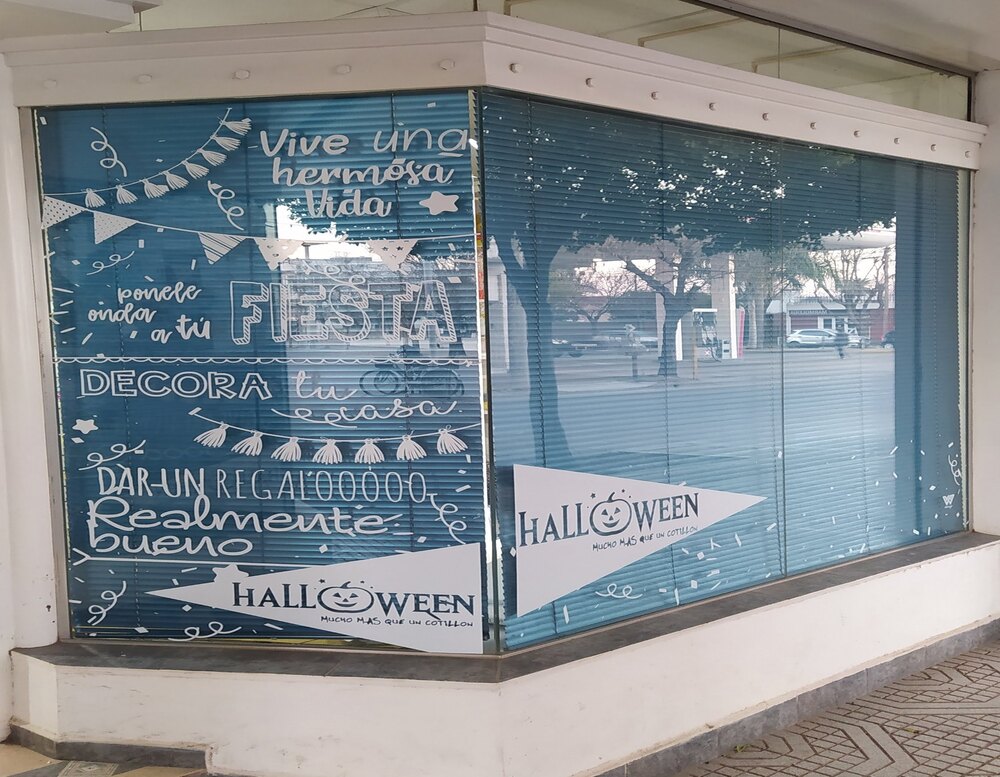 Vive una
hermosa
Vida
ponele
onda
a tú
FIESTA
DECORA tu
casa
DAR UN REGALOOOOO
Realmente
bueno
HALLOWEEN
MUCHO MAS QUE UN COTILLON
HALLOWEEN
MUCHO MAS QUE UN COTILLON